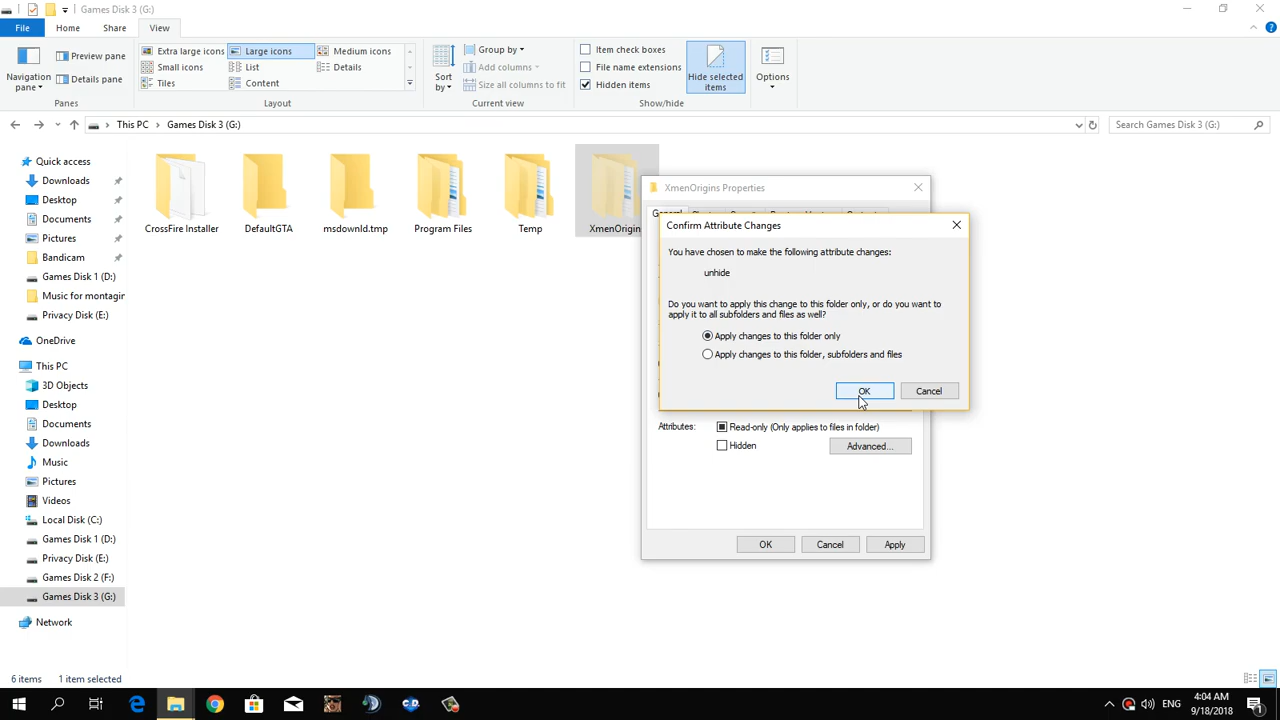 Games Disk 3 (G:)
File
Home
Share
View
Navigation pane
Preview pane
Details pane
Panes
Extra large icons
Large icons
Medium icons
Small icons
List
Details
Tiles
Content
Layout
Sort by
Group by
Add columns
Size all columns to fit
Current view
Item check boxes
File name extensions
Hidden items
Hide selected items
Show/hide
Options
This PC > Games Disk 3 (G:)
Search Games Disk 3 (G:)
Quick access
Downloads
Desktop
Documents
Pictures
Bandicam
Games Disk 1 (D:)
Music for montagin
Privacy Disk (E:)
OneDrive
This PC
3D Objects
Desktop
Documents
Downloads
Music
Pictures
Videos
Local Disk (C:)
Games Disk 1 (D:)
Privacy Disk (E:)
Games Disk 2 (F:)
Games Disk 3 (G:)
Network
CrossFire Installer
DefaultGTA
msdownld.tmp
Program Files
Temp
XmenOrigin
XmenOrigins Properties
Confirm Attribute Changes
You have chosen to make the following attribute changes:
unhide
Do you want to apply this change to this folder only, or do you want to
apply it to all subfolders and files as well?
Apply changes to this folder only
Apply changes to this folder, subfolders and files
OK
Cancel
Attributes:
Read-only (Only applies to files in folder)
Hidden
Advanced...
OK
Cancel
Apply
6 items
1 item selected
ENG
4:04 AM
9/18/2018